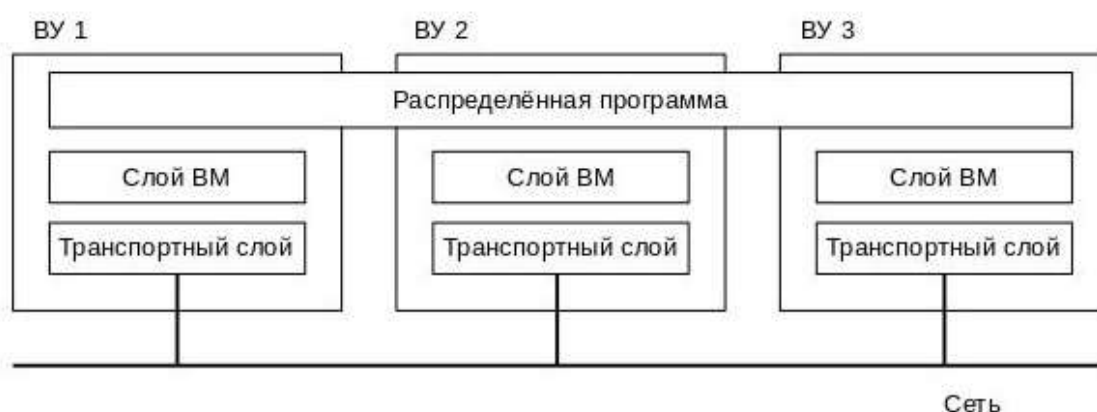 ВУ 1
ВУ 2
ВУ 3
Распределённая программа
Слой ВМ
Слой ВМ
Слой ВМ
Транспортный слой
Транспортный слой
Транспортный слой
Сеть